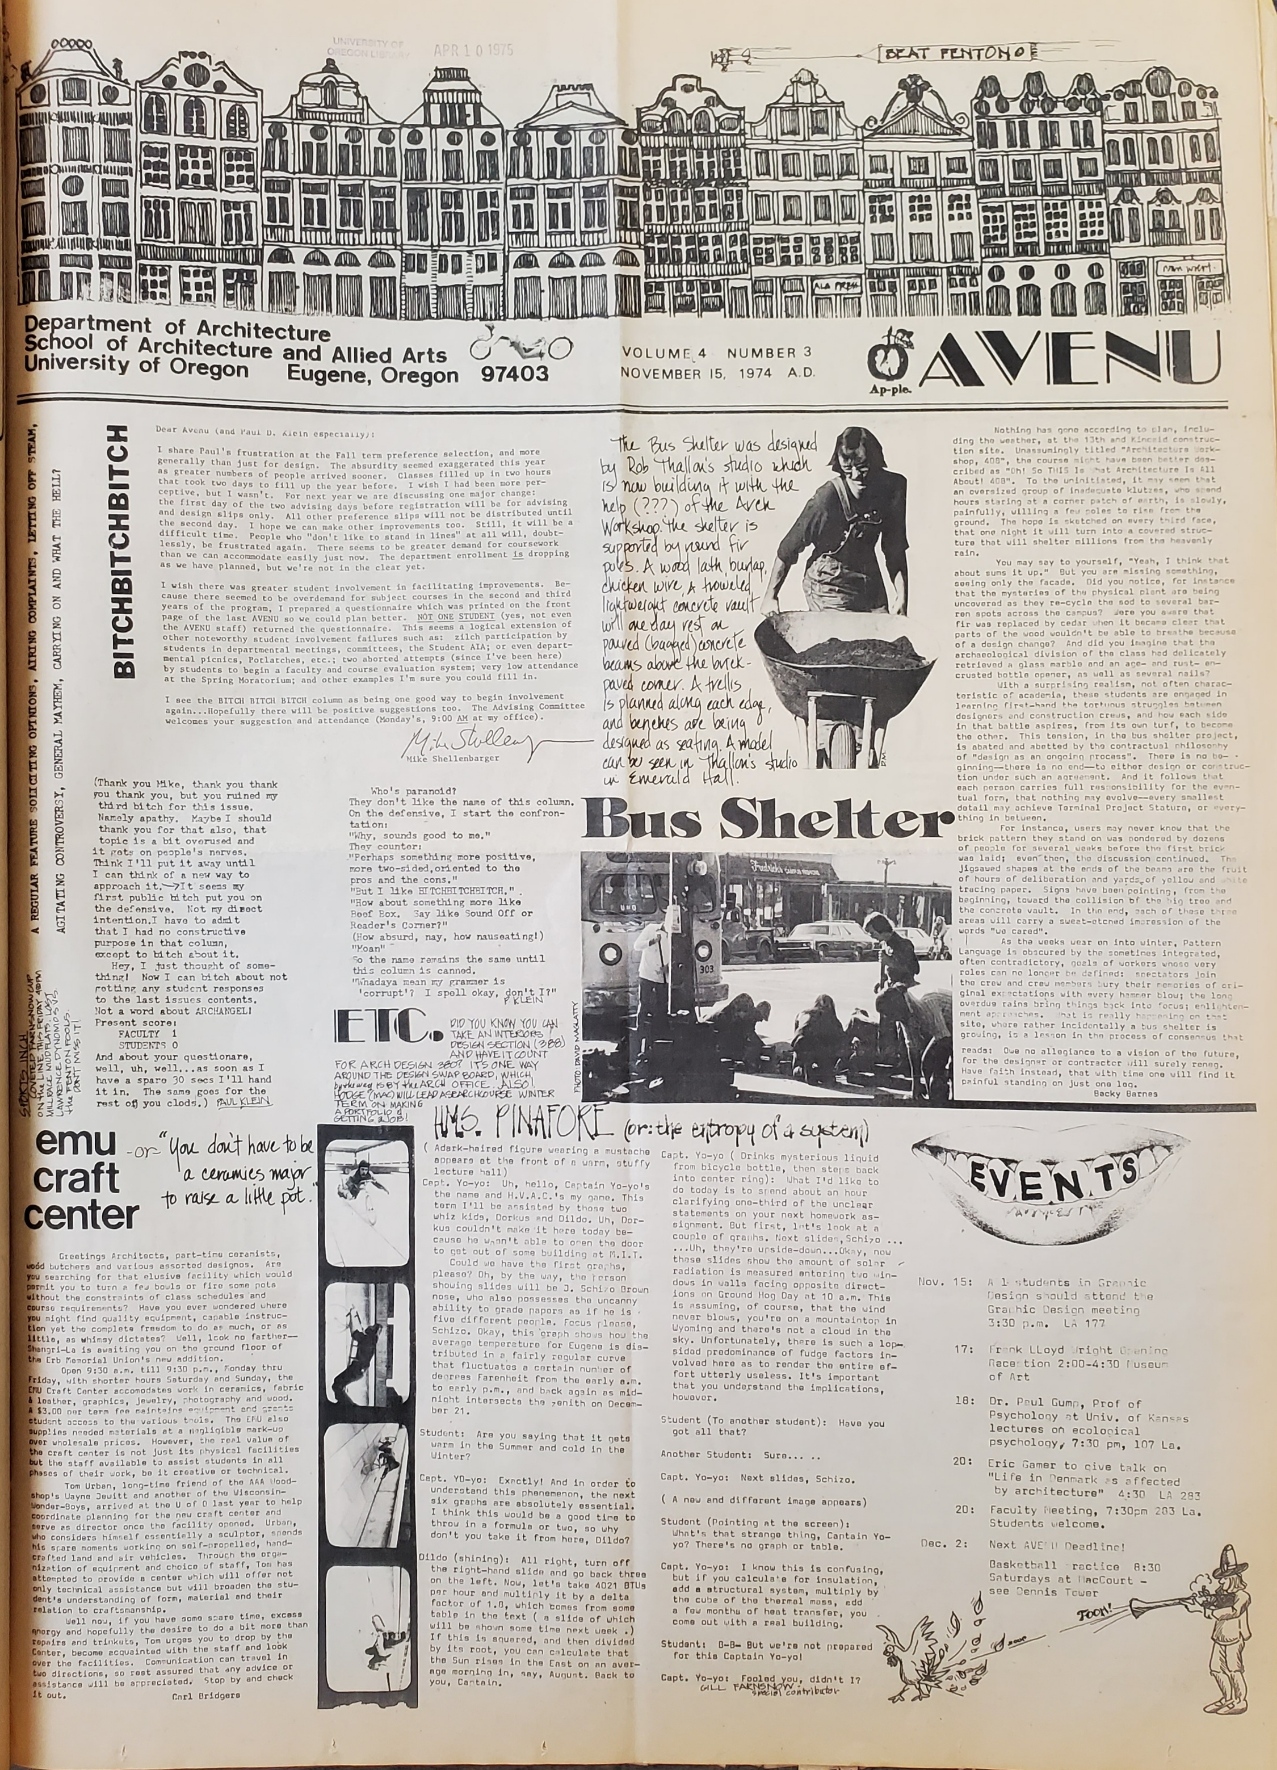 UNIVERSITY OF
OREGON LIBRARY
APR 10 1975
BEAT FENTON
ALA PRESS
Department of Architecture
School of Architecture and Allied Arts
University of Oregon Eugene, Oregon 97403
VOLUME 4 NUMBER 3
NOVEMBER 15, 1974 A.D.
Ap-ple.
AVENU
A REGULAR FEATURE SOLICITING OPINIONS, AIRING COMPLAINTS, LETTING OFF STEAM,
AGITATING CONTROVERSY, GENERAL MAYHEM, CARRYING ON AND WHAT THE HELL?
BITCHBITCHBITCH
Dear Avenu (and Paul D. Klein especially):
I share Paul's frustration at the Fall term preference selection, and more
generally than just for design. The absurdity seemed exaggerated this year
as greater numbers of people arrived sooner. Classes filled up in two hours
that took two days to fill up the year before. I wish I had been more per-
ceptive, but I wasn't. For next year we are discussing one major change:
the first day of the two advising days before registration will be for advising
and design slips only. All other preference slips will not be distributed until
the second day. I hope we can make other improvements too. Still, it will be a
difficult time. People who "don't like to stand in lines" at all will, doubt-
lessly, be frustrated again. There seems to be greater demand for coursework
than we can accomodate easily just now. The department enrollment is dropping
as we have planned, but we're not in the clear yet.
I wish there was greater student involvement in facilitating improvements. Be-
cause there seemed to be overdemand for subject courses in the second and third
years of the program, I prepared a questionnaire which was printed on the front
page of the last AVENU so we could plan better. NOT ONE STUDENT (yes, not even
the AVENU staff) returned the questionnaire. This seems a logical extension of
other noteworthy student involvement failures such as: zilch participation by
students in departmental meetings, committees, the Student AIA; or even depart-
mental picnics, Potlatches, etc.; two aborted attempts (since I've been here)
by students to begin a faculty and course evaluation system; very low attendance
at the Spring Moratorium; and other examples I'm sure you could fill in.
I see the BITCH BITCH BITCH column as being one good way to begin involvement
again...Hopefully there will be positive suggestions too. The Advising Committee
welcomes your suggestion and attendance (Monday's, 9:00 AM at my office).
Mike Shellenbarger
(Thank you Mike, thank you thank
you thank you, but you ruined my
third bitch for this issue.
Namely apathy. Maybe I should
thank you for that also, that
topic is a bit overused and
it gets on people's nerves.
Think I'll put it away until
I can think of a new way to
approach it. It seems my
first public bitch put you on
the defensive. Not my direct
intention. I have to admit
that I had no constructive
purpose in that column,
except to bitch about it.
Hey, I just thought of some-
thing! Now I can bitch about not
getting any student responses
to the last issues contents.
Not a word about ARCHANGEL!
Present score:
FACULTY 1
STUDENTS 0
And about your questionare,
well, uh, well...as soon as I
have a spare 30 secs I'll hand
it in. The same goes for the
rest of you clods.) PAUL KLEIN
Who's paranoid?
They don't like the name of this column.
On the defensive, I start the confron-
tation:
"Why, sounds good to me."
They counter:
"Perhaps something more positive,
more two-sided, oriented to the
pros and the cons."
"But I like BITCHBITCHBITCH,".
"How about something more like
Beef Box. Say like Sound Off or
Reader's Corner?"
(How absurd, nay, how nauseating!)
"Moan"
So the name remains the same until
this column is canned.
"Whadaya mean my grammer is
'corrupt'? I spell okay, don't I?"
P KLEIN
ETC.
DID YOU KNOW YOU CAN
TAKE AN INTERIORS
DESIGN SECTION (388)
AND HAVE IT COUNT
FOR ARCH DESIGN 380? IT'S ONE WAY
AROUND THE DESIGN SWAP BOARD, WHICH
by the way IS BY the ARCH OFFICE. ALSO!
TERM ON MAKING
A PORTFOLIO &
GETTING A JOB!
The Bus Shelter was designed
by Rob Thallon's studio which
is now building it with the
help (???) of the Arch
Workshop. The shelter is
supported by round fir
poles. A wood lath, burlap,
chicken wire, & troweled
lightweight concrete vault
will one day rest on
poured (bagged) concrete
beams above the brick-
paved corner. A trellis
is planned along each edge,
and benches are being
designed as seating. A model
can be seen in Thallon's studio
in Emerald Hall.
Bus Shelter
303
PHOTO DAVID MASLATTY
Nothing has gone according to plan, inclu-
ding the weather, at the 13th and Kincaid construc-
tion site. Unassumingly titled "Architecture Work-
shop, 408", the course might have been better des-
cribed as "Oh! So THIS Is What Architecture Is All
About! 408". To the uninitiated, it may seem that
an oversized group of inadequate klutzes, who spend
hours staring at a corner patch of earth, is slowly,
painfully, willing a few poles to rise from the
ground. The hope is sketched on every third face,
that one night it will turn into a covered struc-
ture that will shelter millions from the heavenly
rain.
You may say to yourself, "Yeah, I think that
about sums it up." But you are missing something,
seeing only the facade. Did you notice, for instance
that the mysteries of the physical plant are being
uncovered as they re-cycle the sod to several bar-
ren spots across the campus? Were you aware that
fir was replaced by cedar when it became clear that
parts of the wood wouldn't be able to breathe because
of a design change? And did you imagine that the
archaeological division of the class had delicately
retrieved a glass marble and an age- and rust- en-
crusted bottle opener, as well as several nails?
With a surprising realism, not often charac-
teristic of academia, these students are engaged in
learning first-hand the tortuous struggles between
designers and construction crews, and how each side
in that battle aspires, from its own turf, to become
the other. This tension, in the bus shelter project,
is abated and abetted by the contractual philosophy
of "design as an ongoing process". There is no be-
ginning—there is no end—to either design or construc-
tion under such an agreement. And it follows that
each person carries full responsibility for the even-
tual form, that nothing may evolve—every smallest
detail may achieve Terminal Project Stature, or every-
thing in between.
For instance, users may never know that the
brick pattern they stand on was pondered by dozens
of people for several weeks before the first brick
was laid; even then, the discussion continued. The
jigsawed shapes at the ends of the beams are the fruit
of hours of deliberation and yards of yellow and white
tracing paper. Signs have been pointing, from the
beginning, toward the collision of the big tree and
the concrete vault. In the end, each of these three
areas will carry a sweat-etched impression of the
words "we cared".
As the weeks wear on into winter, Pattern
Language is obscured by the sometimes integrated,
often contradictory, goals of workers whose very
roles can no longer be defined: spectators join
the crew and crew members bury their memories of ori-
ginal expectations with every hammer blow; the long
overdue rains bring things back into focus; enlighten-
ment approaches. What is really happening on that
site, where rather incidentally a bus shelter is
growing, is a lesson in the process of consensus that
reads: Owe no allegiance to a vision of the future,
for the designer or contractor will surely reneg.
Have faith instead, that with time one will find it
painful standing on just one leg.
Backy Barnes
emu
craft
center
-or- "You don't have to be
a ceramics major
to raise a little pot."
Greetings Architects, part-time ceramists,
wood butchers and various assorted designos. Are
you searching for that elusive facility which would
permit you to turn a few bowls or fire some pots
without the constraints of class schedules and
course requirements? Have you ever wondered where
you might find quality equipment, capable instruc-
tion yet the complete freedom to do as much, or as
little, as whimsy dictates? Well, look no farther—
Shangri-La is awaiting you on the ground floor of
the Erb Memorial Union's new addition.
Open 9:30 a.m. till 9:30 p.m., Monday thru
Friday, with shorter hours Saturday and Sunday, the
EMU Craft Center accomodates work in ceramics, fabric
& leather, graphics, jewelry, photography and wood.
A $3.00 per term fee maintains equipment and grants
student access to the various tools. The EMU also
supplies needed materials at a negligible mark-up
over wholesale prices. However, the real value of
the craft center is not just its physical facilities
but the staff available to assist students in all
phases of their work, be it creative or technical.
Tom Urban, long-time friend of the AAA Wood-
shop's Wayne Jewitt and another of the Wisconsin-
Wonder-Boys, arrived at the U of O last year to help
coordinate planning for the new craft center and
serve as director once the facility opened. Urban,
who considers himself essentially a sculptor, spends
his spare moments working on self-propelled, hand-
crafted land and air vehicles. Through the orga-
nization of equipment and choice of staff, Tom has
attempted to provide a center which will offer not
only technical assistance but will broaden the stu-
dent's understanding of form, material and their
relation to craftsmanship.
Well now, if you have some spare time, excess
energy and hopefully the desire to do a bit more than
repairs and trinkets, Tom urges you to drop by the
Center, become acquainted with the staff and look
over the facilities. Communication can travel in
two directions, so rest assured that any advice or
assistance will be appreciated. Stop by and check
it out. Carl Bridgers
HMS. PINAFORE (or: the entropy of a system)
( A dark-haired figure wearing a mustache
appears at the front of a warm, stuffy
lecture hall)
Capt. Yo-yo: Uh, hello, Captain Yo-yo's
the name and H.V.A.C.'s my game. This
term I'll be assisted by those two
whiz kids, Dorkus and Dildo. Uh, Dor-
kus couldn't make it here today be-
cause he wasn't able to open the door
to get out of some building at M.I.T.
Could we have the first graphs,
please? Oh, by the way, the person
showing slides will be J. Schizo Brown
nose, who also possesses the uncanny
ability to grade papers as if he is
five different people. Focus please,
Schizo. Okay, this graph shows how the
average temperature for Eugene is dis-
tributed in a fairly regular curve
that fluctuates a certain number of
degrees Farenheit from the early a.m.
to early p.m., and back again as mid-
night intersects the zenith on Decem-
ber 21.
Student: Are you saying that it gets
warm in the Summer and cold in the
Winter?
Capt. YO-yo: Exactly! And in order to
understand this phenomenon, the next
six graphs are absolutely essential.
I think this would be a good time to
throw in a formula or two, so why
don't you take it from here, Dildo?
Dildo (shining): All right, turn off
the right-hand slide and go back three
on the left. Now, let's take 4021 BTUs
per hour and multiply it by a delta
factor of 1.8, which comes from some
table in the text ( a slide of which
will be shown some time next week .)
If this is squared, and then divided
by its root, you can calculate that
the Sun rises in the East on an aver-
age morning in, say, August. Back to
you, Captain.
Capt. Yo-yo ( Drinks mysterious liquid
from bicycle bottle, then steps back
into center ring): What I'd like to
do today is to spend about an hour
clarifying one-third of the unclear
statements on your next homework as-
signment. But first, let's look at a
couple of graphs. Next slides, Schizo ...
...Uh, they're upside-down...Okay, now
these slides show the amount of solar
radiation is measured entering two win-
dows in walls facing opposite direct-
ions on Ground Hog Day at 10 a.m. This
is assuming, of course, that the wind
never blows, you're on a mountaintop in
Wyoming and there's not a cloud in the
sky. Unfortunately, there is such a lop-
sided predominance of fudge factors in-
volved here as to render the entire ef-
fort utterly useless. It's important
that you understand the implications,
however.
Student (To another student): Have you
got all that?
Another Student: Sure... ..
Capt. Yo-yo: Next slides, Schizo.
( A new and different image appears)
Student (Pointing at the screen):
What's that strange thing, Captain Yo-
yo? There's no graph or table.
Capt. Yo-yo: I know this is confusing,
but if you calculate for insulation,
add a structural system, multiply by
the cube of the thermal mass, add
a few months of heat transfer, you
come out with a real building.
Student: B-B- But we're not prepared
for this Captain Yo-yo!
Capt. Yo-yo: Fooled you, didn't I?
GILL FARNSNOW
special contributor
EVENTS
Nov. 15: All students in Graphic
Design should attend the
Graphic Design meeting
3:30 p.m. LA 177
17: Frank LLoyd Wright Opening
Reception 2:00-4:30 Museum
of Art
18: Dr. Paul Gump, Prof of
Psychology at Univ. of Kansas
lectures on ecological
psychology, 7:30 pm, 107 La.
20: Eric Gamer to give talk on
"Life in Denmark as affected
by architecture" 4:30 LA 283
20: Faculty Meeting, 7:30pm 283 La.
Students welcome.
Dec. 2: Next AVENU Deadline!
Basketball Practice 8:30
Saturdays at MacCourt -
see Dennis Tower
TOOM!